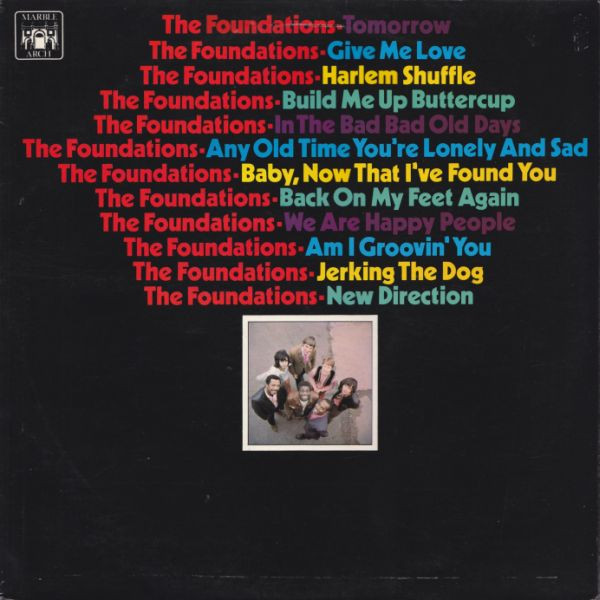 MARBLE
ARCH
The Foundations-Tomorrow
The Foundations-Give Me Love
The Foundations-Harlem Shuffle
The Foundations-Build Me Up Buttercup
The Foundations-In The Bad Bad Old Days
The Foundations-Any Old Time You're Lonely And Sad
The Foundations-Baby, Now That I've Found You
The Foundations-Back On My Feet Again
The Foundations-We Are Happy People
The Foundations-Am I Groovin' You
The Foundations-Jerking The Dog
The Foundations-New Direction